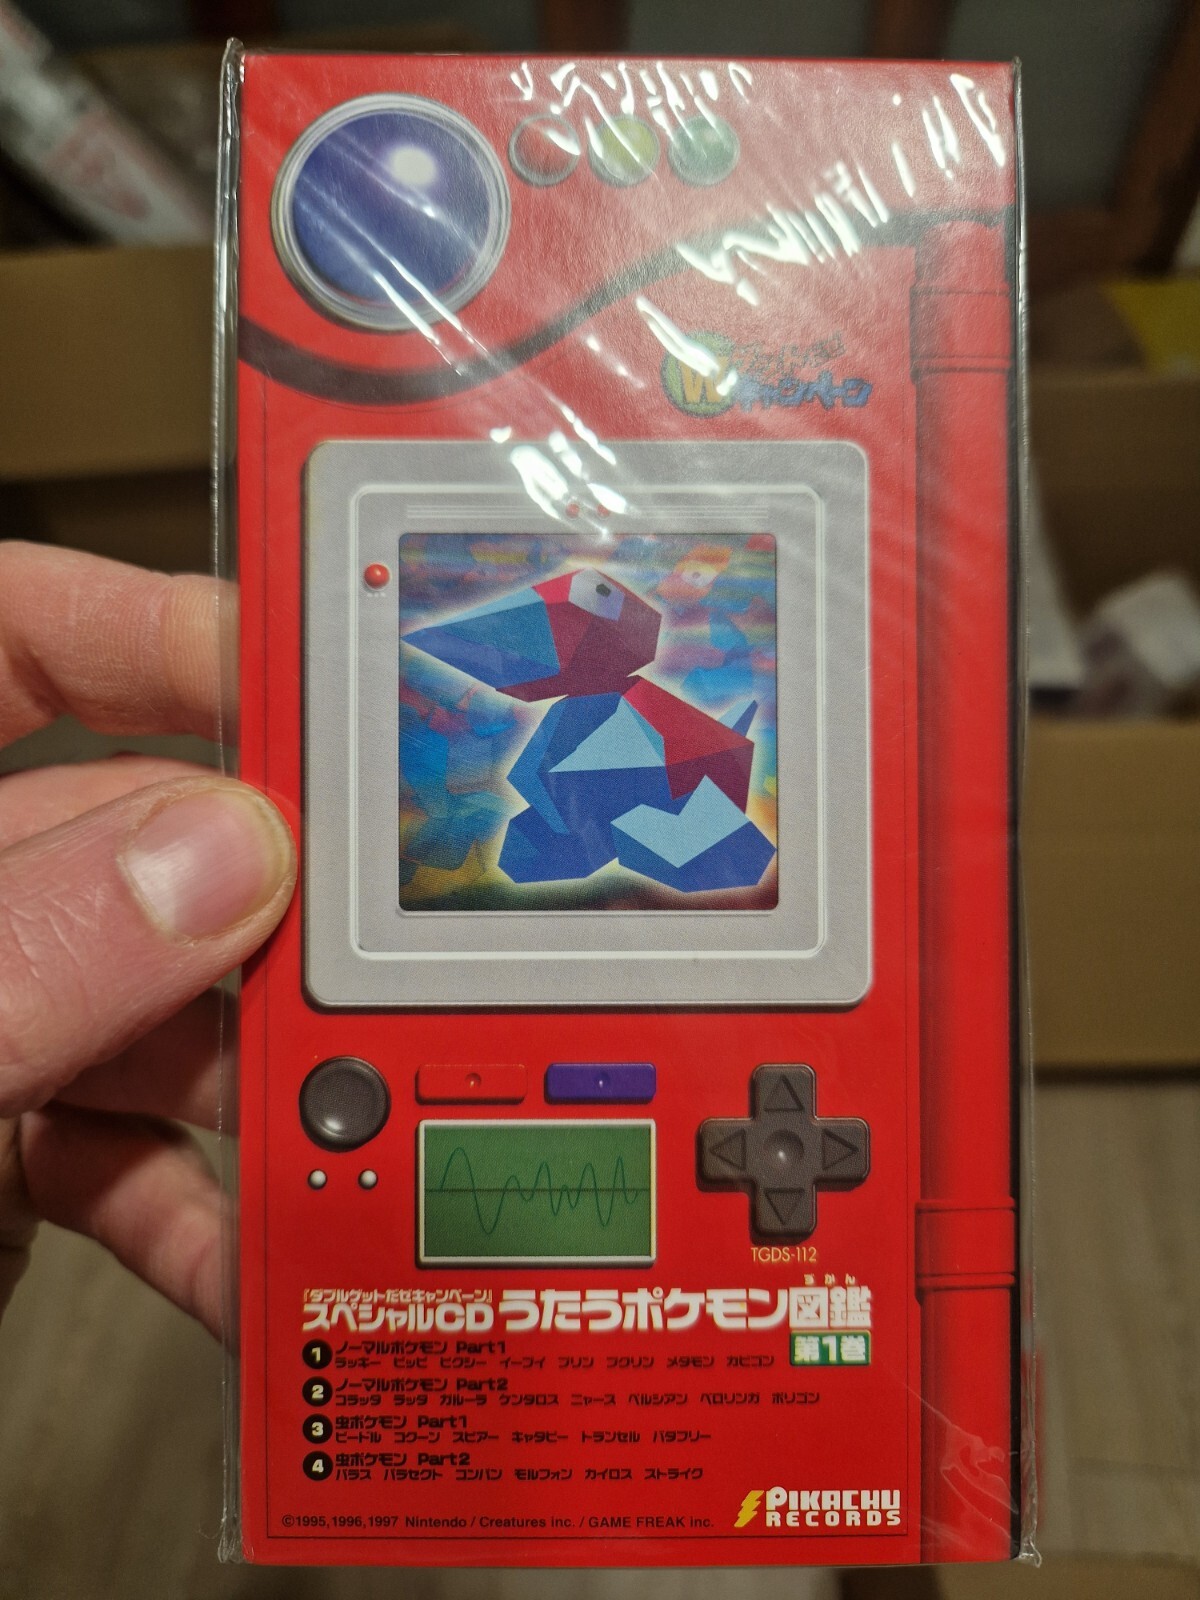 W
キャンペーン
TGDS-112
『ダブルゲットだぜキャンペーン』
スペシャルCD うたうポケモン図鑑
ずかん
第1巻
1 ノーマルポケモン Part1
ラッキー ピッピ ピクシー イーブイ プリン プクリン メタモン カビゴン
2 ノーマルポケモン Part2
コラッタ ラッタ ガルーラ ケンタロス ニャース ペルシアン ベロリンガ ポリゴン
3 虫ポケモン Part1
ビードル コクーン スピアー キャタピー トランセル バタフリー
4 虫ポケモン Part2
パラス パラセクト コンパン モルフォン カイロス ストライク
PIKACHU
RECORDS
©1995,1996,1997 Nintendo / Creatures inc. / GAME FREAK inc.